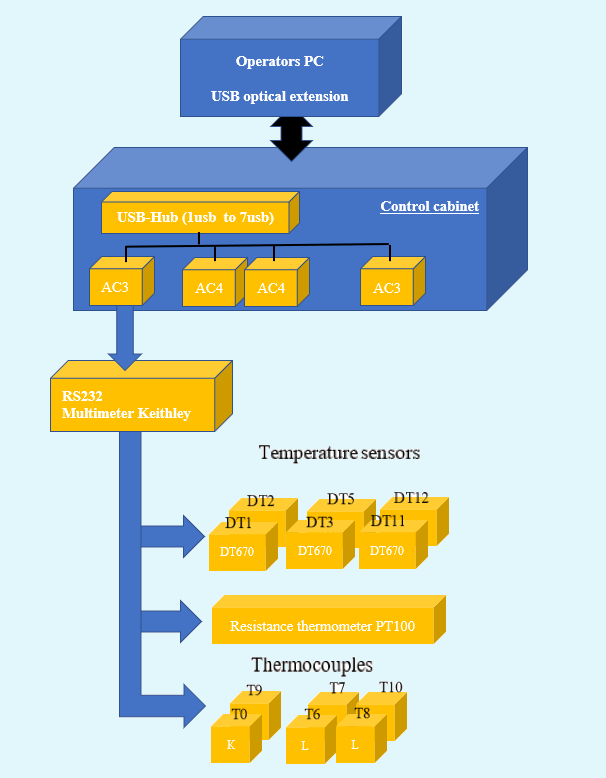 Operators PC
USB optical extension
Control cabinet
USB-Hub (1usb to 7usb)
AC3 AC4 AC4 AC3
RS232
Multimeter Keithley
Temperature sensors
DT2 DT5 DT12
DT1 DT3 DT11
DT670 DT670 DT670
Resistance thermometer PT100
Thermocouples
T9 T7 T10
T0 T6 T8
K L L